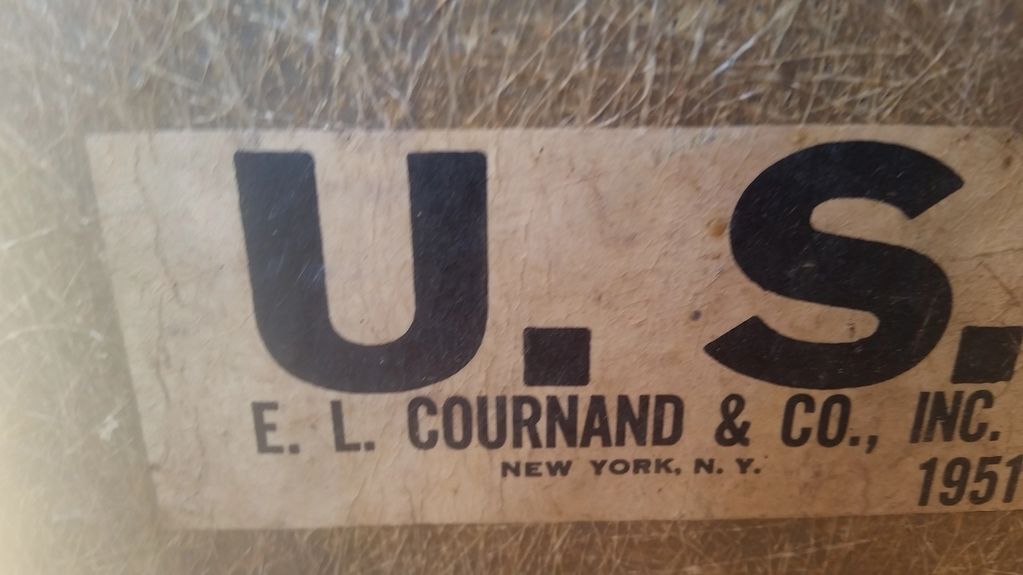 U. S.
E. L. COURNAND & CO., INC.
NEW YORK, N. Y.
1951